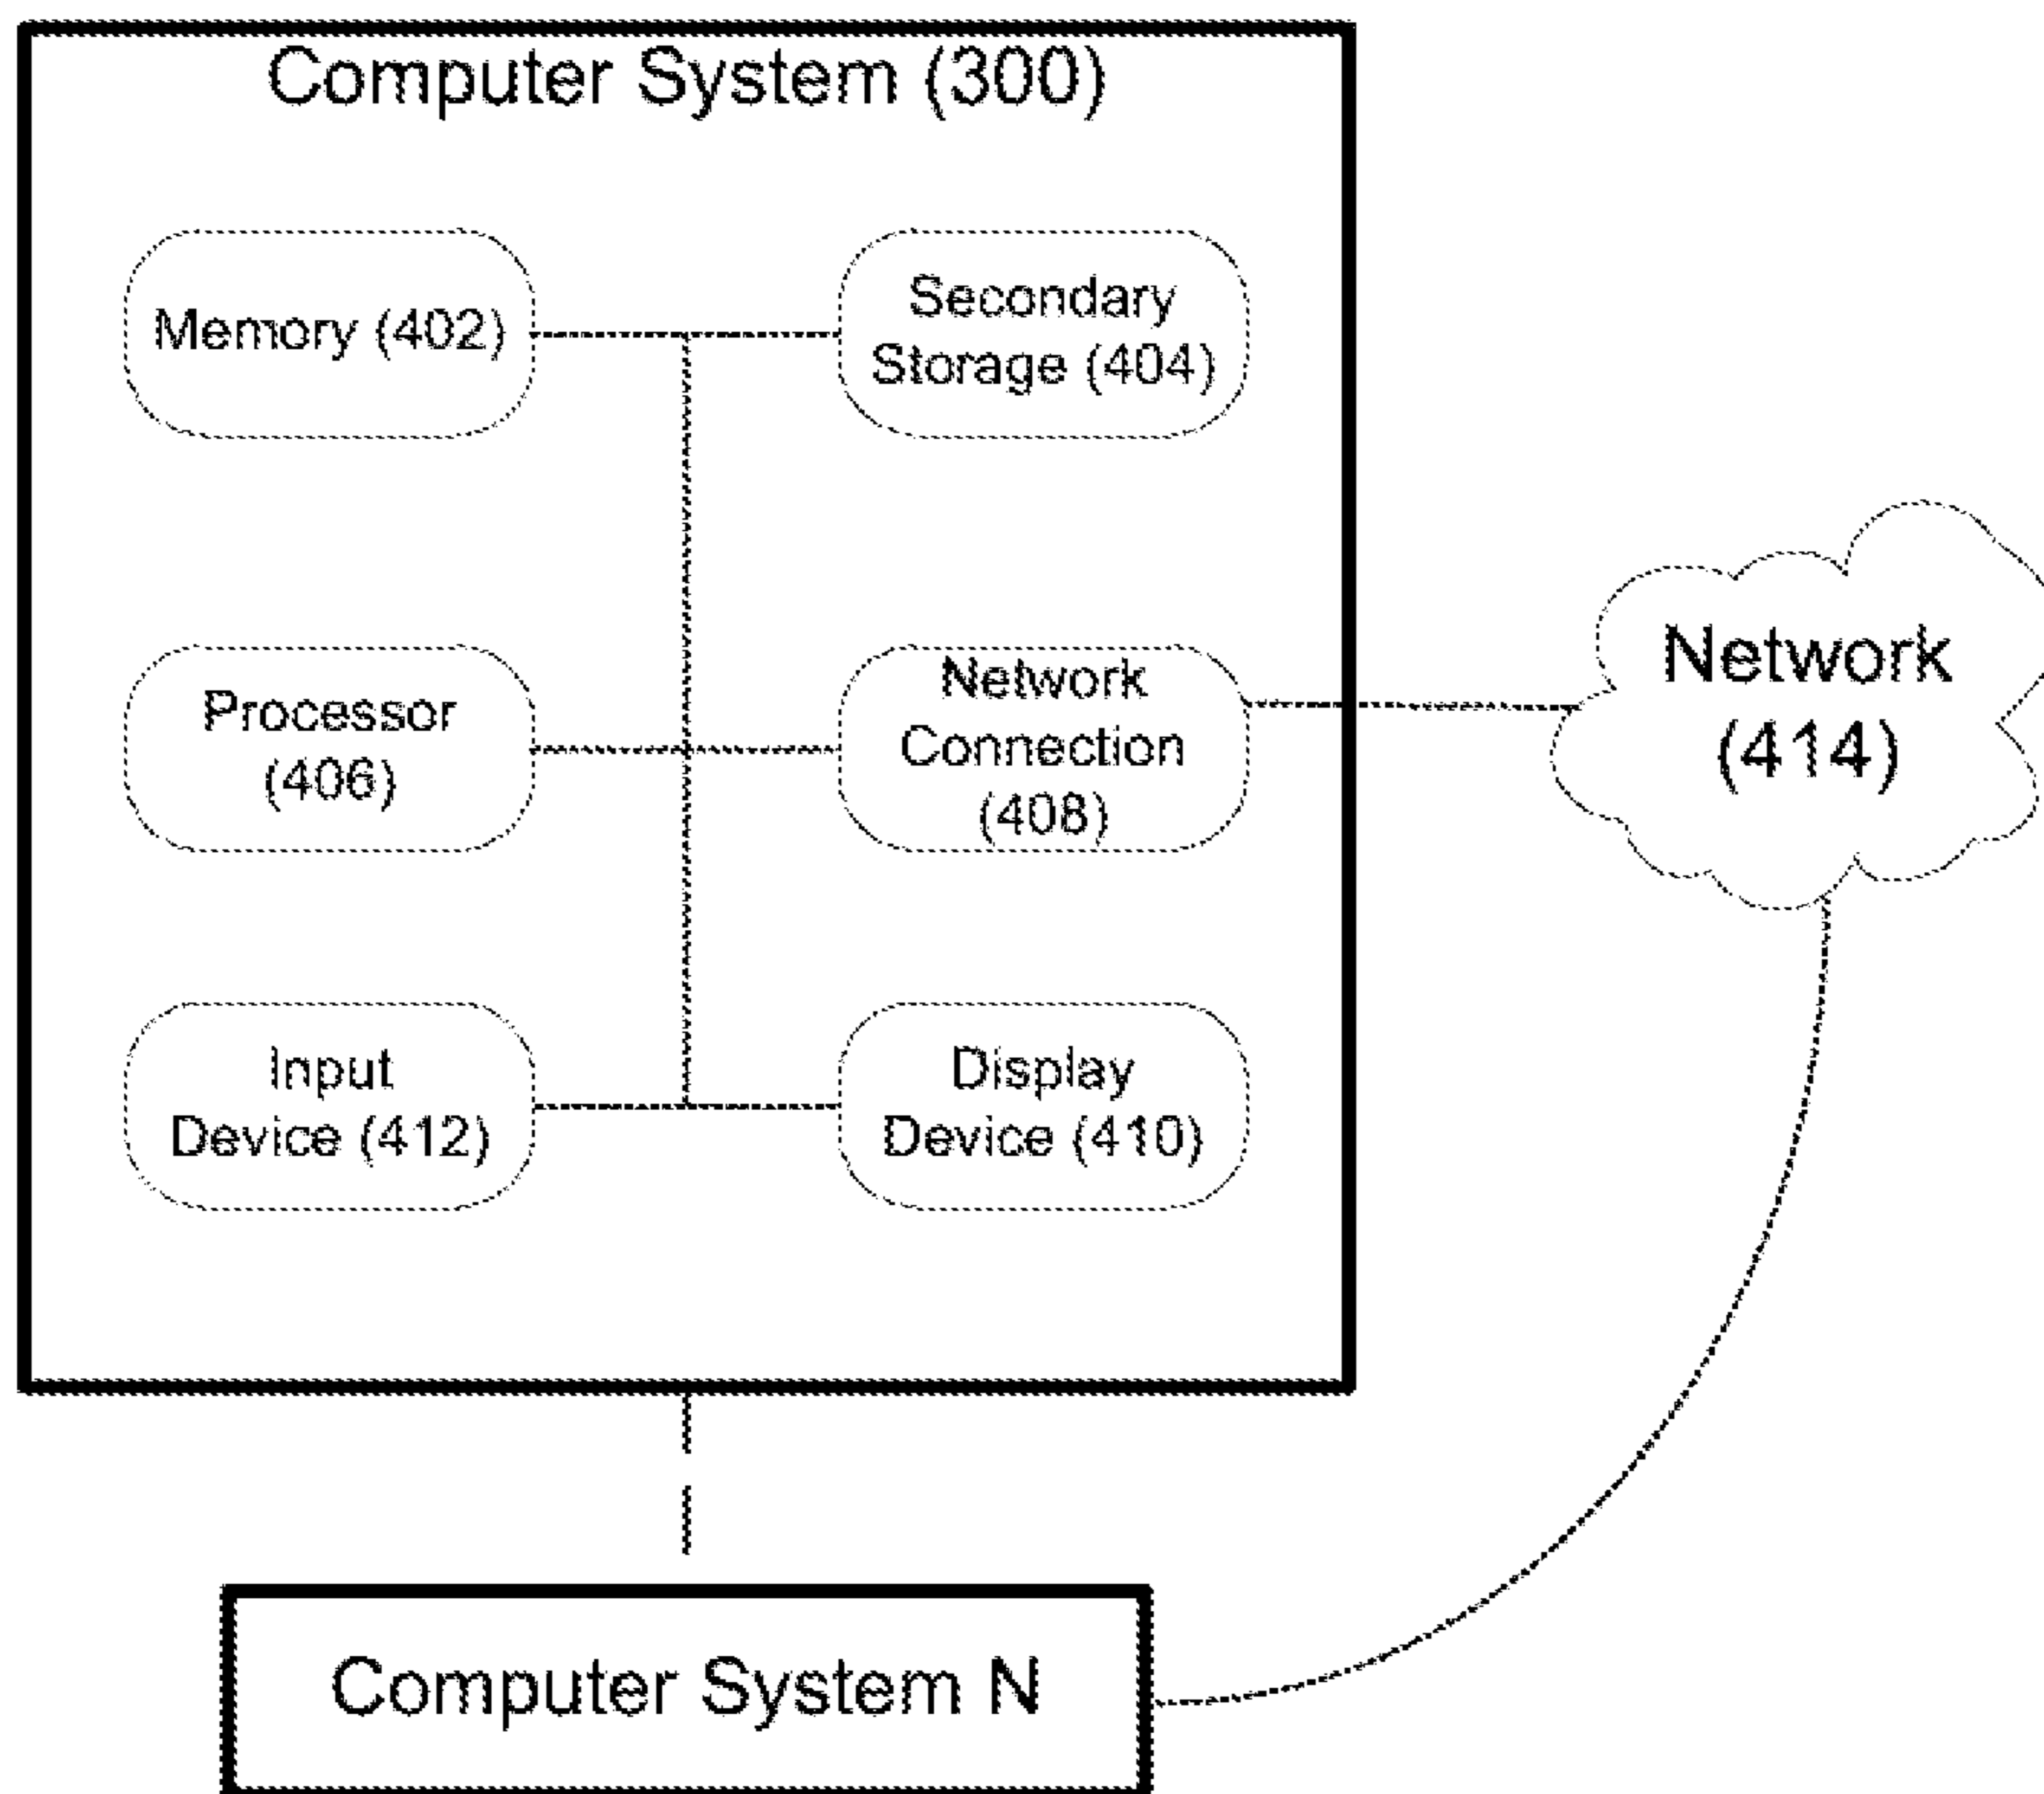 Computer System (300)
Memory (402)
Secondary
Storage (404)
Processor
(406)
Network
Connection
(408)
Network
(414)
Input
Device (412)
Display
Device (410)
Computer System N